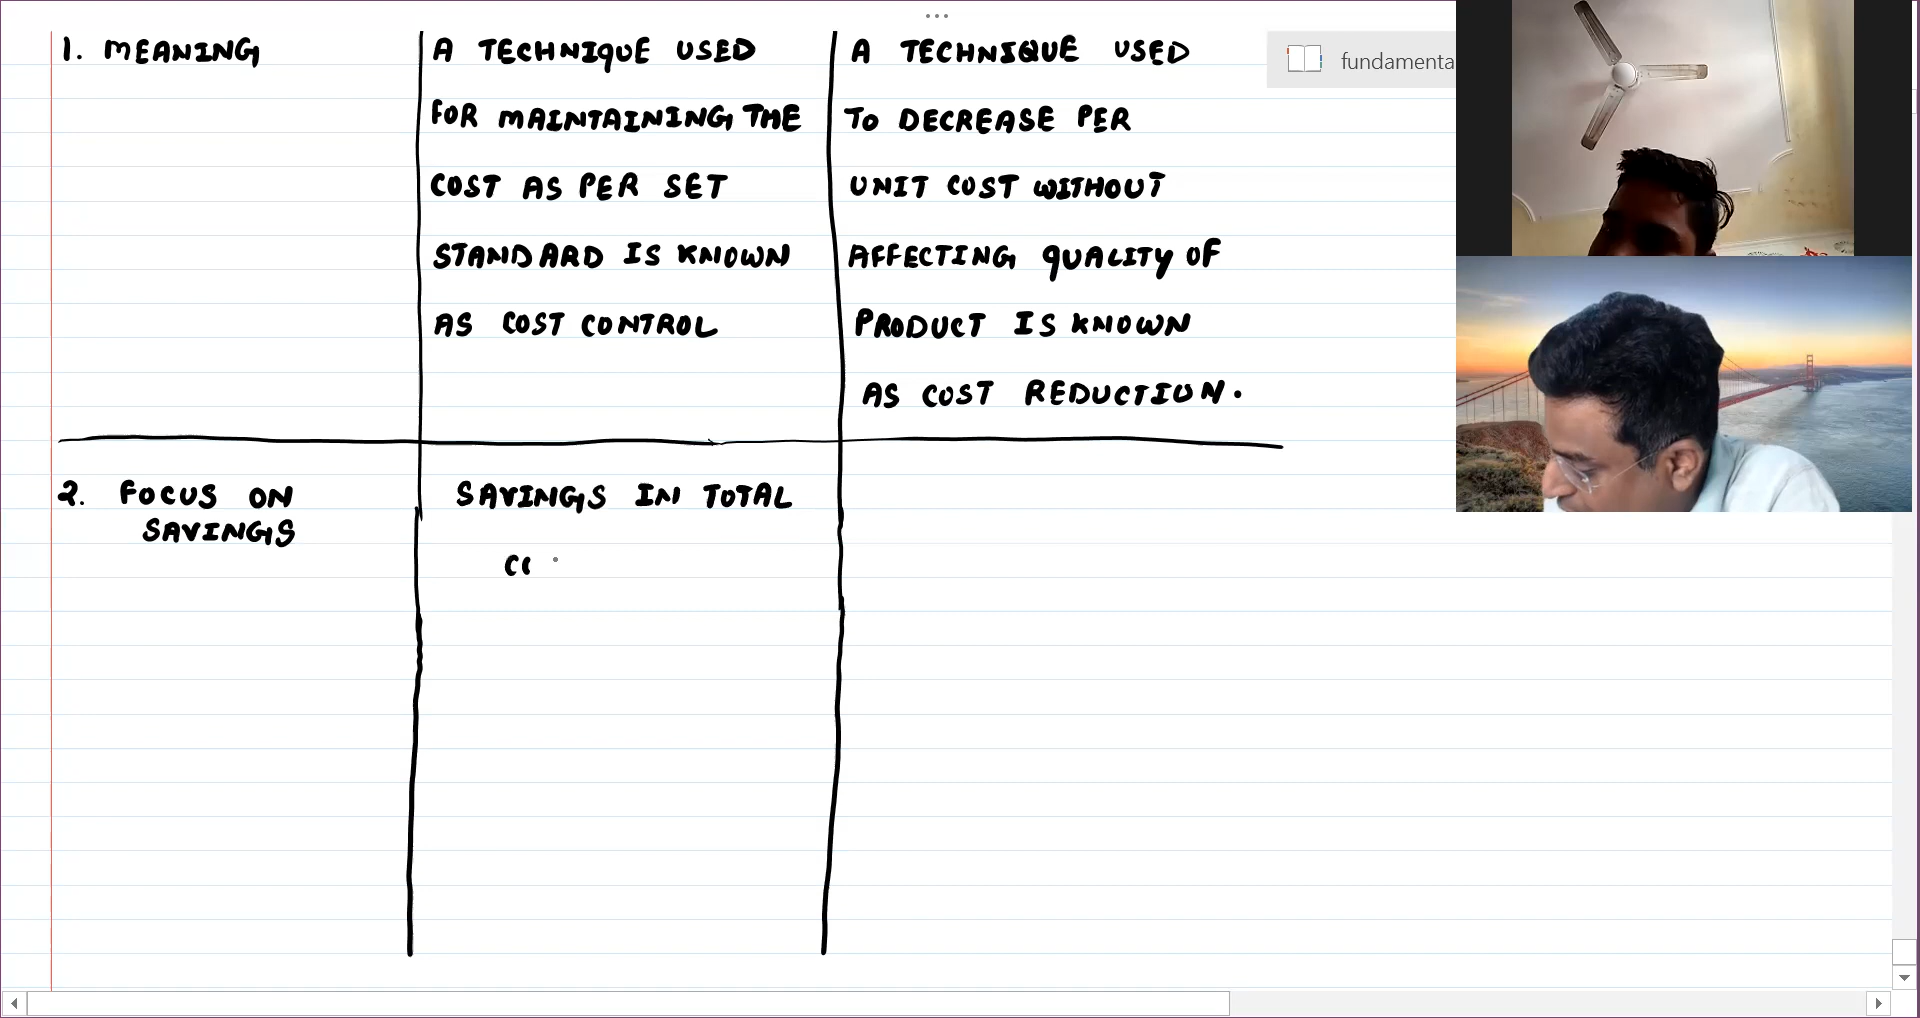 1. MEANING
A TECHNIQUE USED
FOR MAINTAINING THE
COST AS PER SET
STANDARD IS KNOWN
AS COST CONTROL
A TECHNIQUE USED
TO DECREASE PER
UNIT COST WITHOUT
AFFECTING QUALITY OF
PRODUCT IS KNOWN
AS COST REDUCTION.
2. FOCUS ON
SAVINGS
SAVINGS IN TOTAL
fundamenta